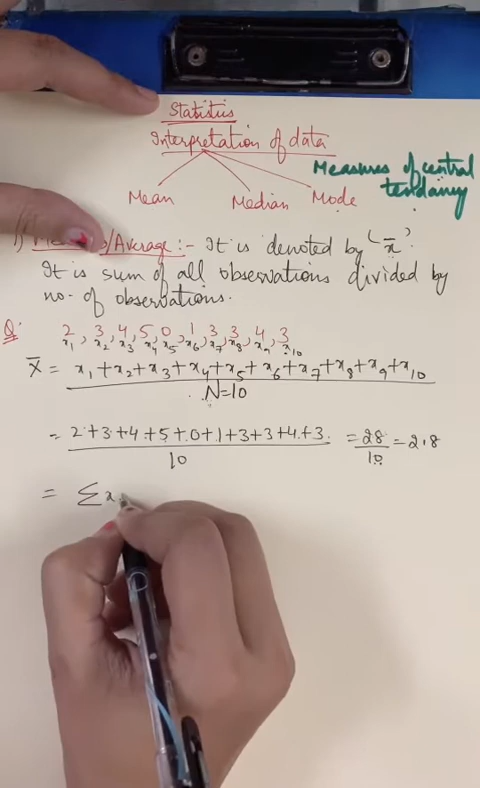 Statistics
Interpretation of data
Measures of central
tendancy
Mean Median Mode
/Average:- It is denoted by 'x̄'.
It is sum of all observations divided by
no. of observations.
Q: 2, 3, 4, 5, 0, 1, 3, 3, 4, 3
x₁ x₂ x₃ x₄ x₅ x₆ x₇ x₈ x₉ x₁₀
X̄ = x₁+x₂+x₃+x₄+x₅+x₆+x₇+x₈+x₉+x₁₀
N=10
= 2+3+4+5+0+1+3+3+4+3 = 28 = 2.8
10 10
= Σx